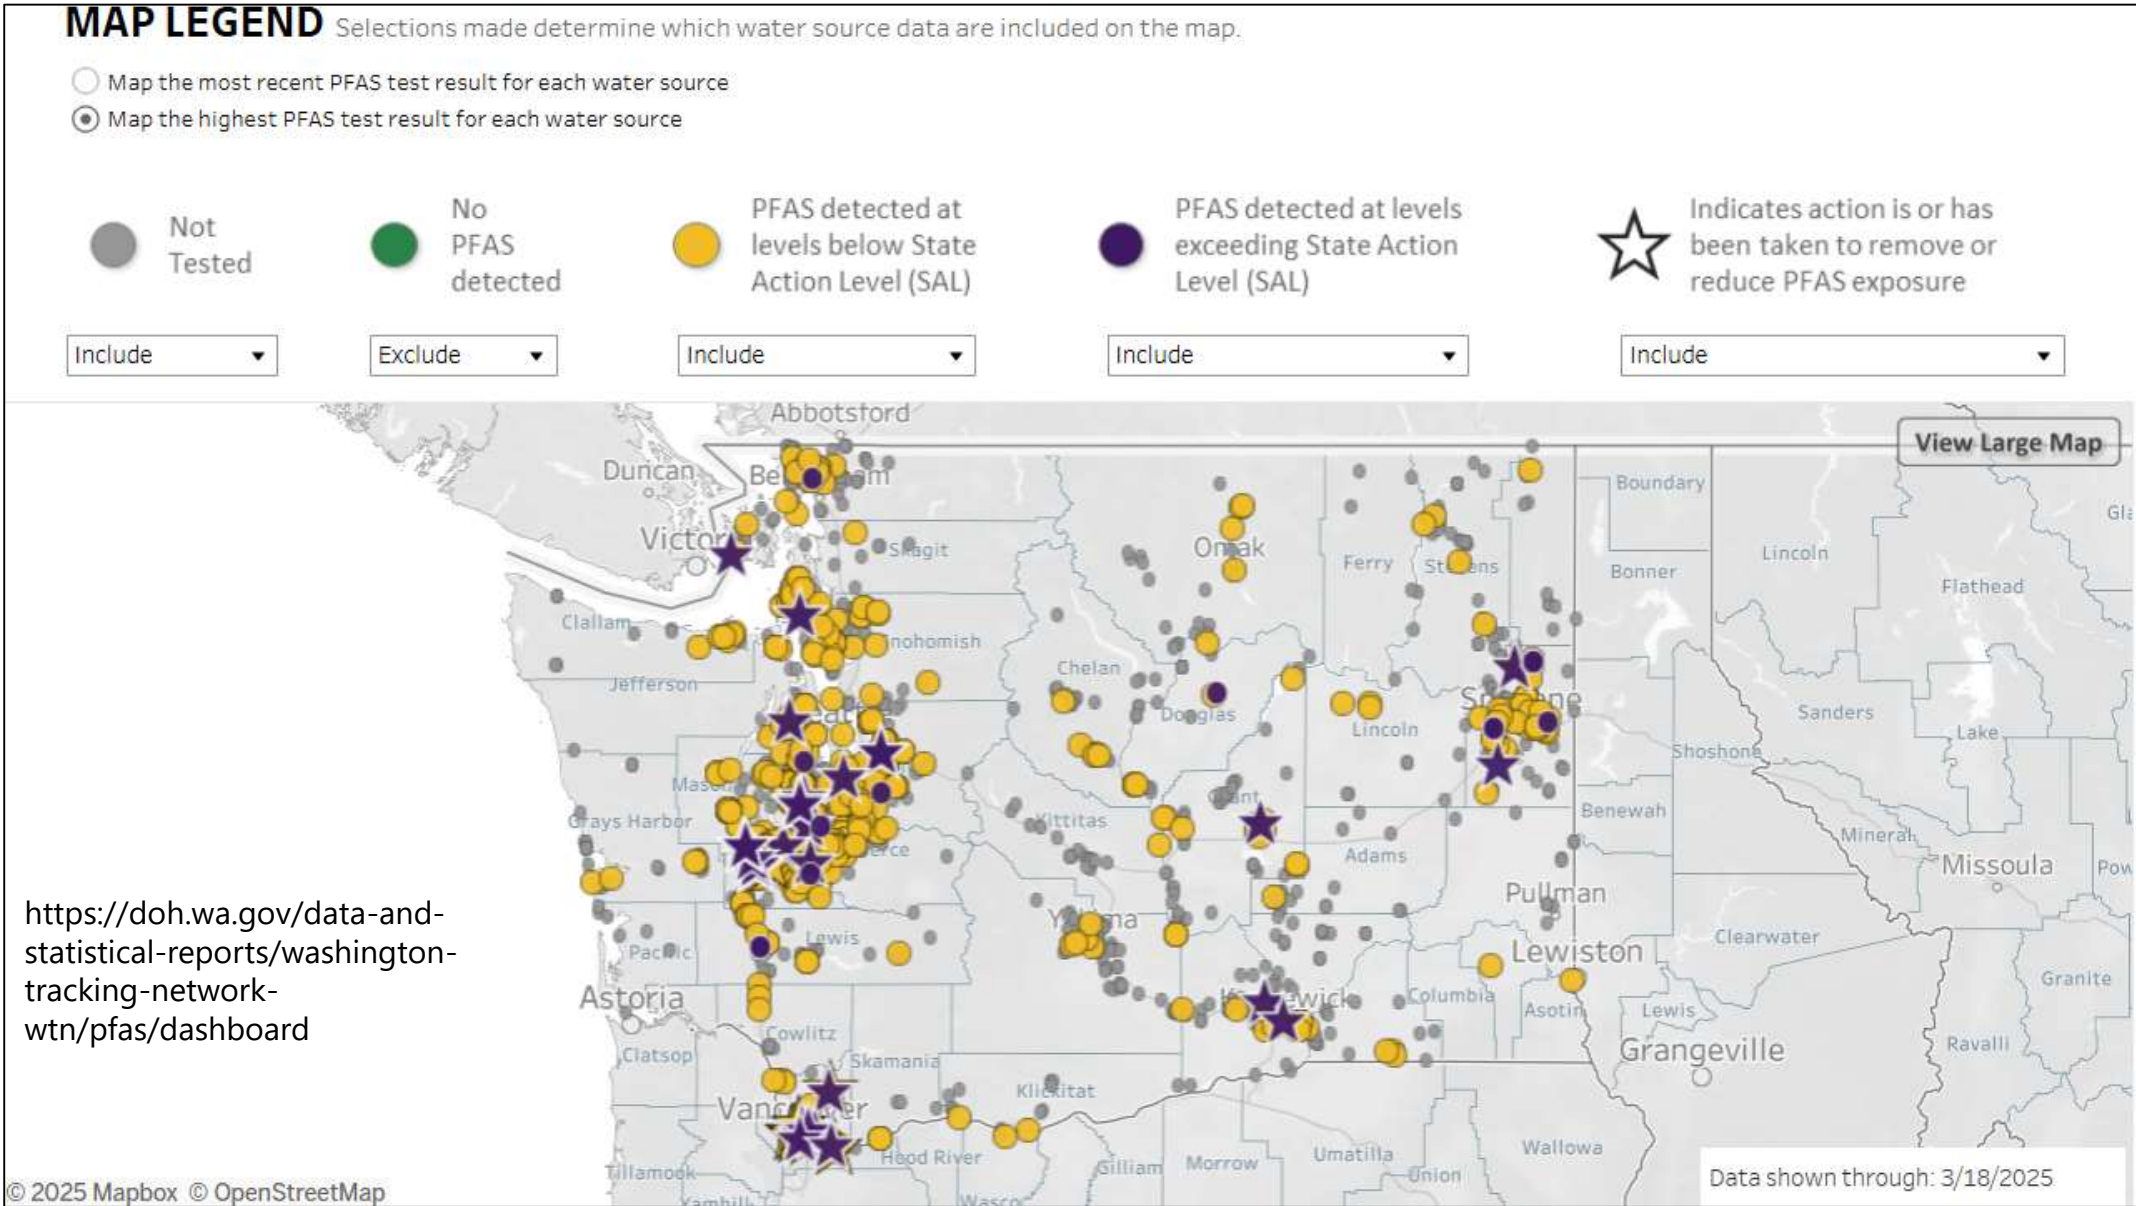 MAP LEGEND Selections made determine which water source data are included on the map.
Map the most recent PFAS test result for each water source
Map the highest PFAS test result for each water source
Not
Tested
No
PFAS
detected
PFAS detected at
levels below State
Action Level (SAL)
PFAS detected at levels
exceeding State Action
Level (SAL)
Indicates action is or has
been taken to remove or
reduce PFAS exposure
Include
Exclude
Include
Include
Include
Abbotsford
View Large Map
Duncan
Boundary
Omak
Skagit
Ferry
Lincoln
Bonner
Flathead
Clallam
Chelan
Jefferson
Douglas
Lincoln
Sanders
Lake
Shoshone
Grays Harbor
Kittitas
Benewah
Mineral
Adams
Missoula
Pullman
Lewis
Pacific
Clearwater
Lewiston
Granite
Astoria
Columbia
Asotin
Lewis
Cowlitz
Clatsop
Skamania
Grangeville
Ravalli
Klickitat
Hood River
Gilliam
Morrow
Umatilla
Union
Wallowa
Tillamook
Wasco
https://doh.wa.gov/data-and-
statistical-reports/washington-
tracking-network-
wtn/pfas/dashboard
Data shown through: 3/18/2025
© 2025 Mapbox © OpenStreetMap